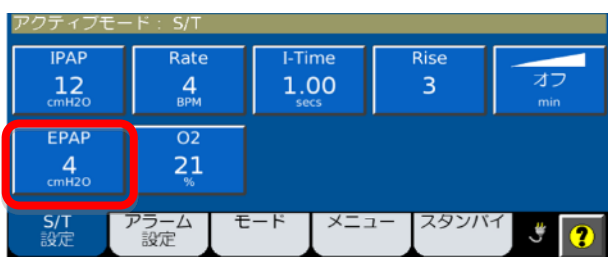 アクティブモード： S/T
IPAP
12
cmH2O
Rate
4
BPM
I-Time
1.00
secs
Rise
3
オフ
min
EPAP
4
cmH2O
O2
21
%
S/T
設定
アラーム
設定
モード
メニュー
スタンバイ
?